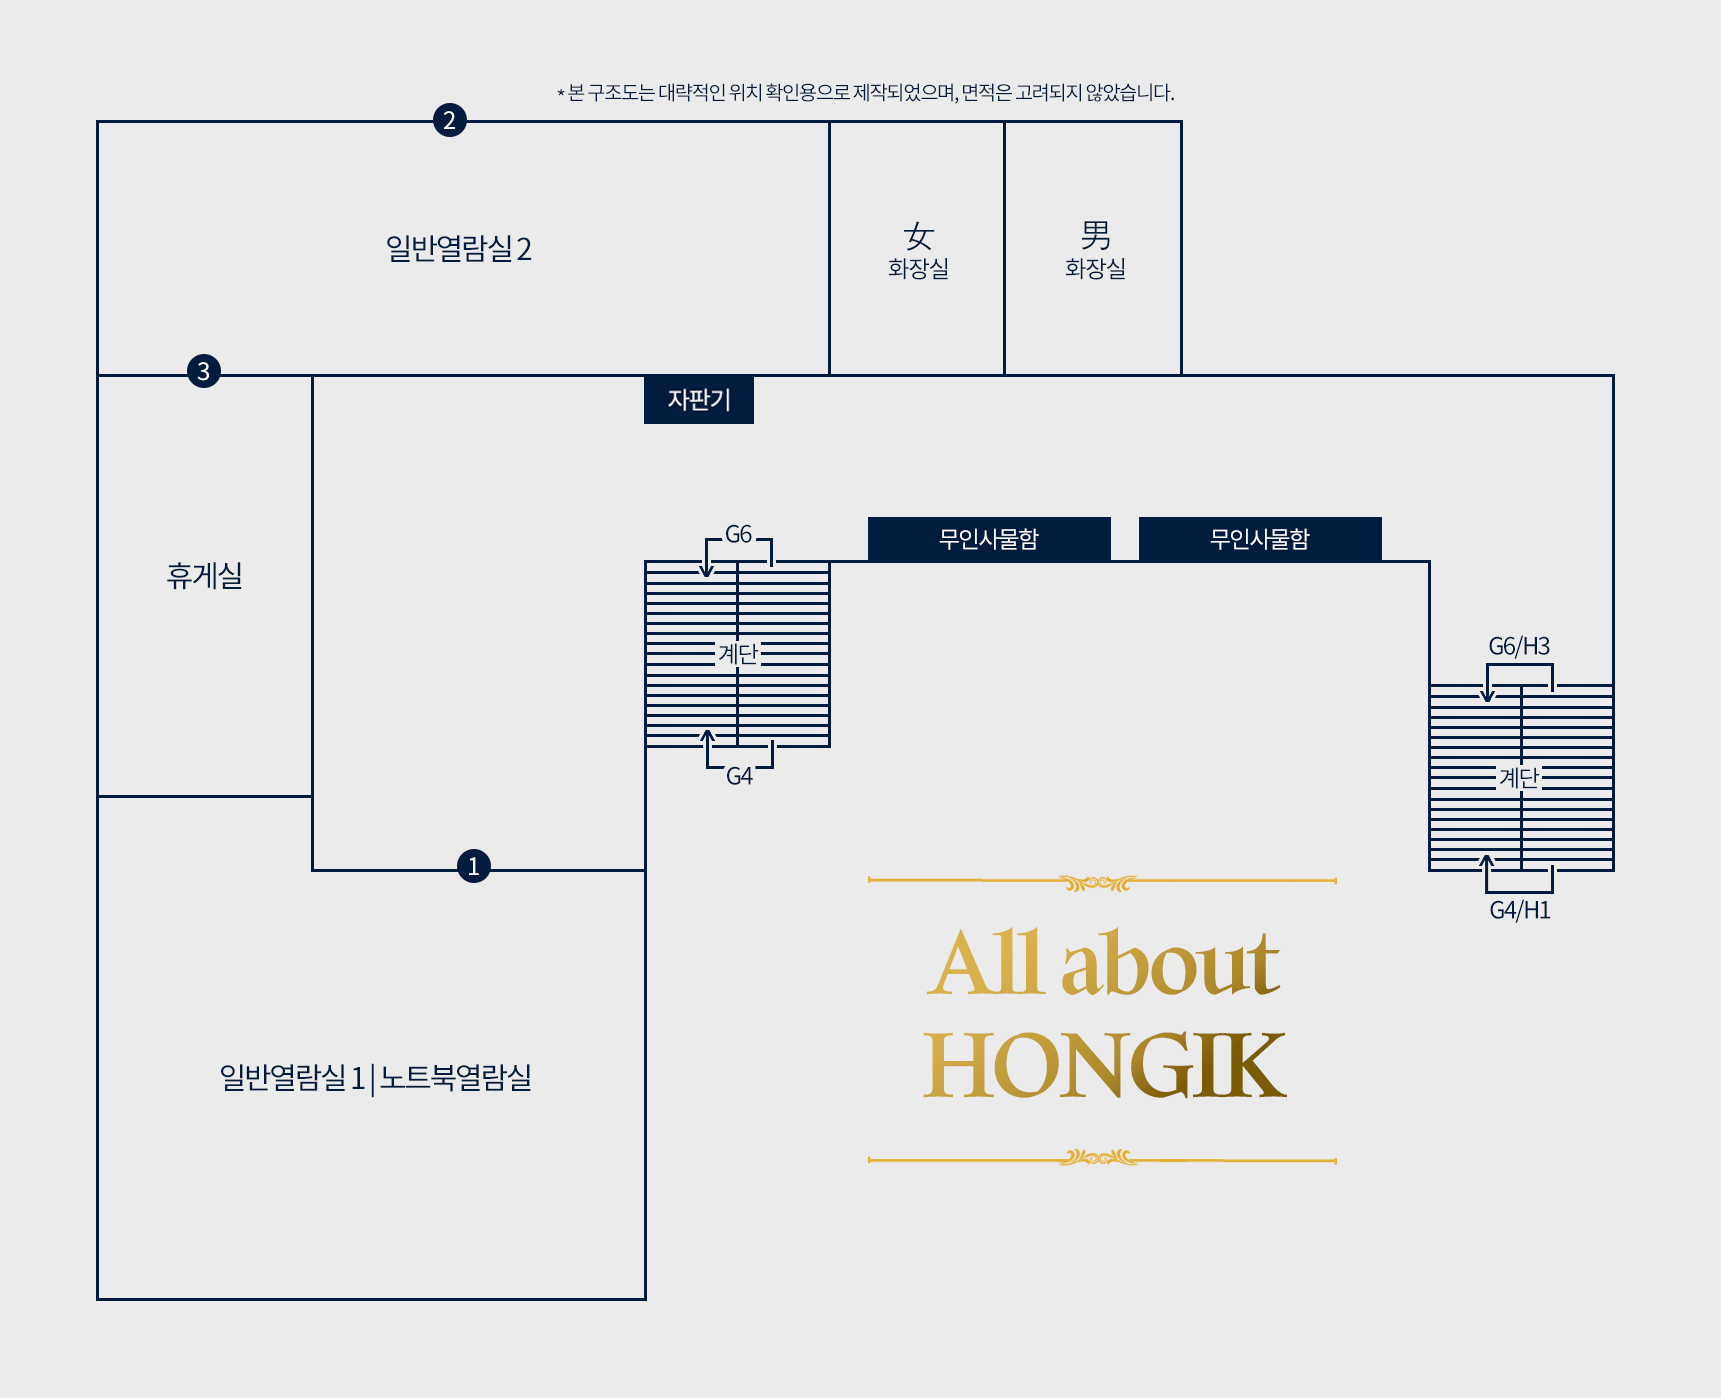 * 본 구조도는 대략적인 위치 확인용으로 제작되었으며, 면적은 고려되지 않았습니다.
2
일반열람실 2
女
화장실
男
화장실
3
자판기
휴게실
G6
계단
G4
무인사물함
무인사물함
G6/H3
계단
G4/H1
1
일반열람실 1 | 노트북열람실
All about
HONGIK